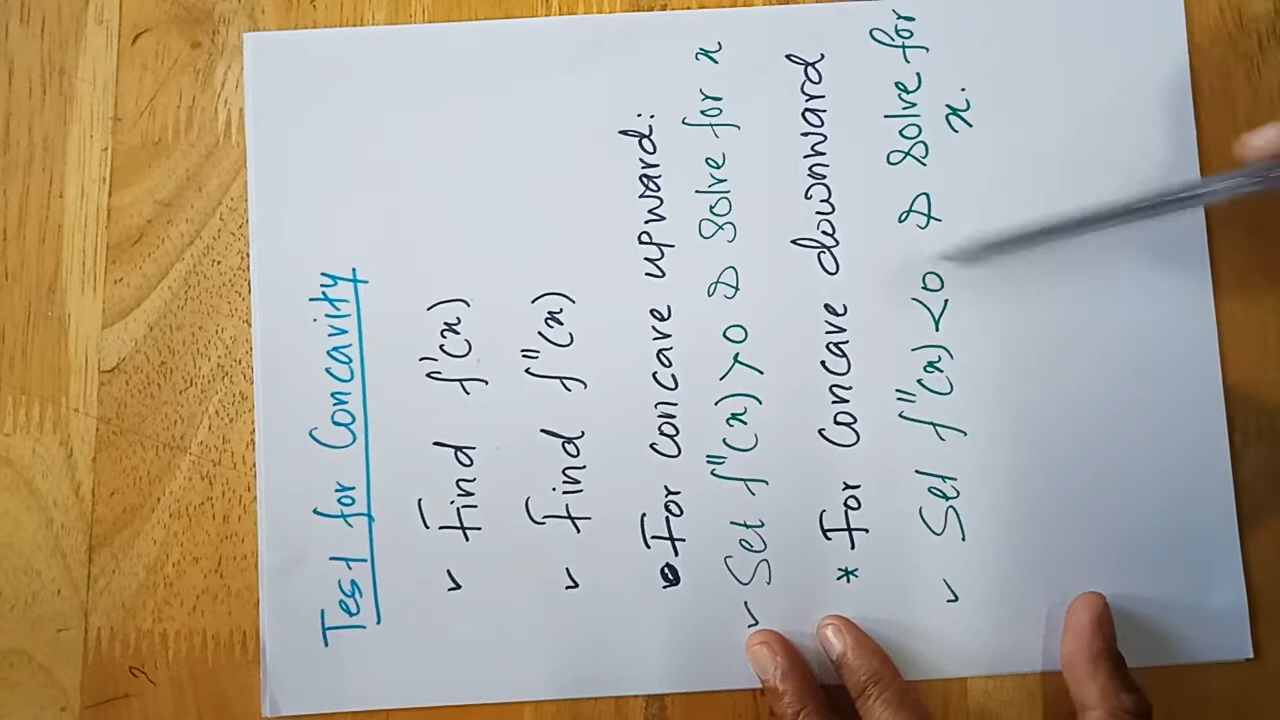 Test for Concavity
✓ Find f'(x)
✓ Find f''(x)
• For concave upward:
✓ Set f''(x) > 0 & solve for x
* For concave downward
✓ Set f''(x) < 0 & solve for
x.